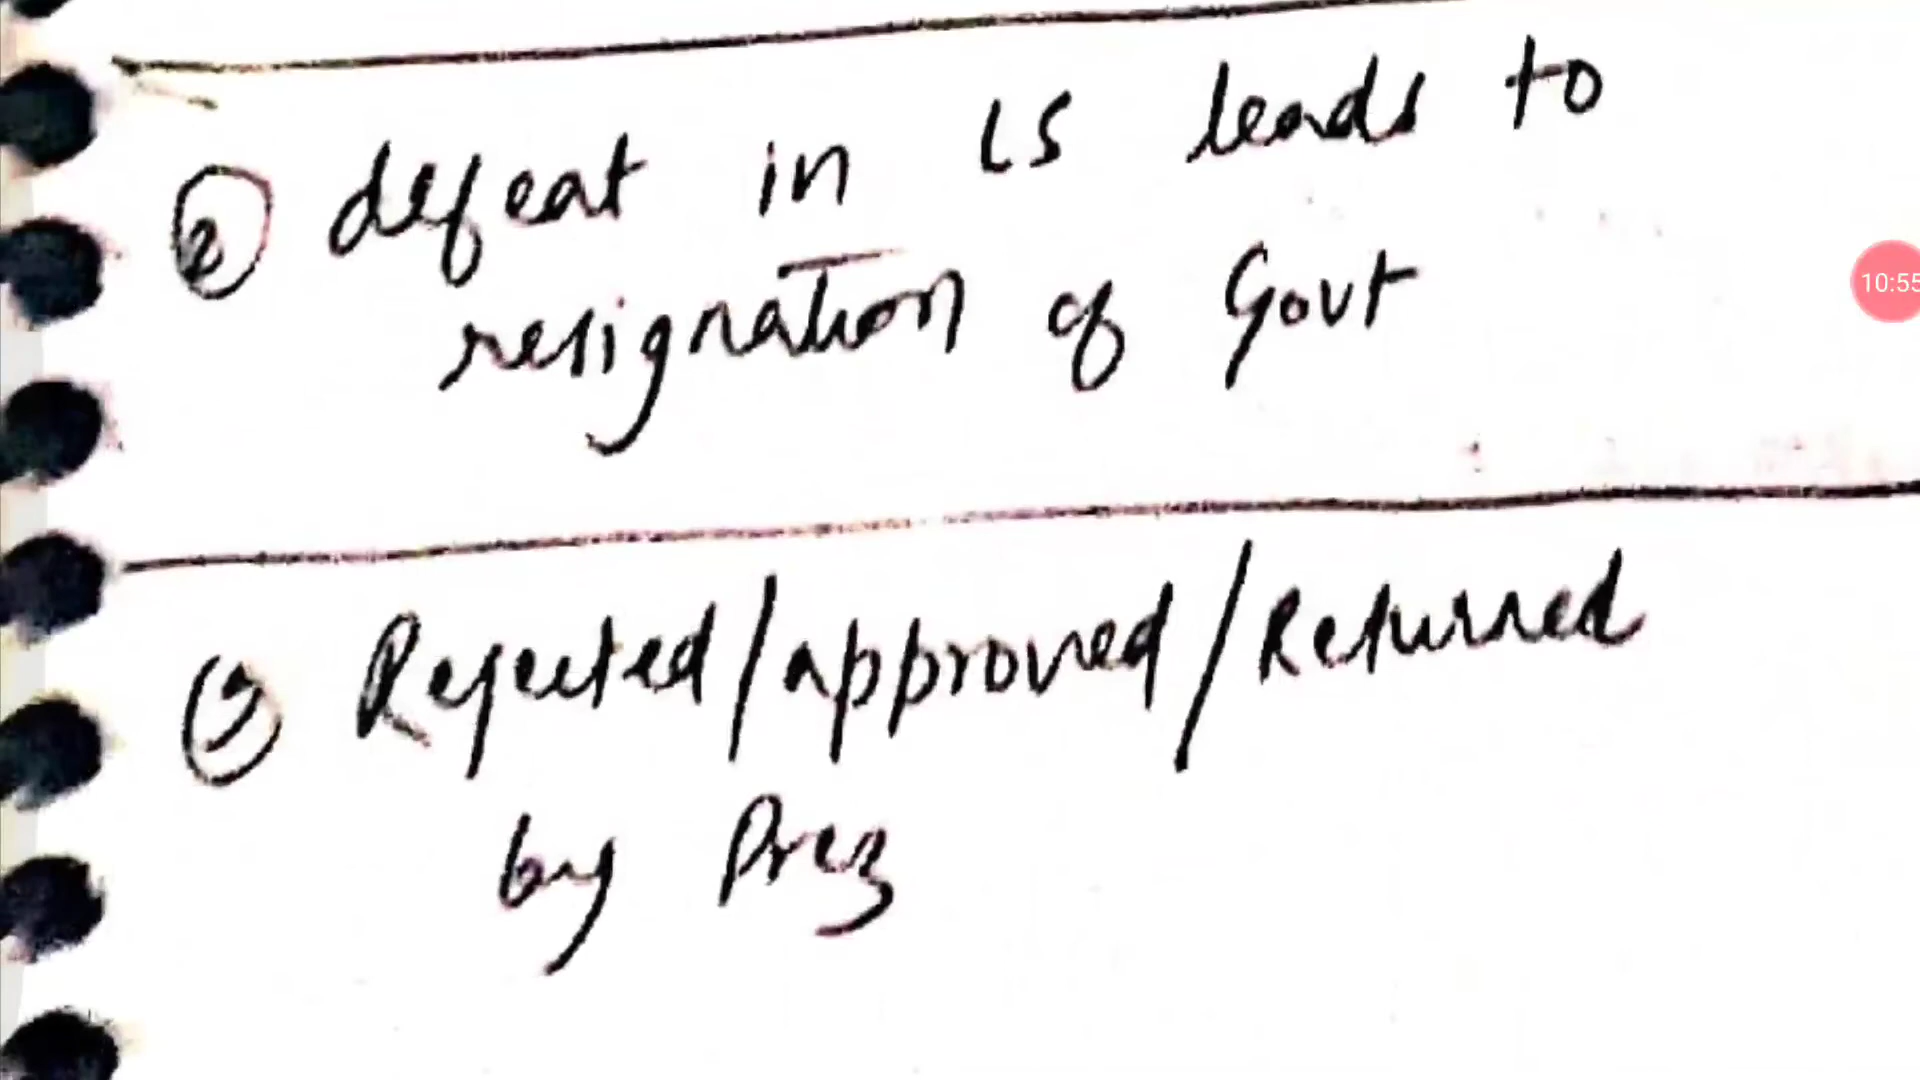 ② defeat in LS leads to
resignation of Govt
10:55
③ Rejected/approved/Returned
by Prez